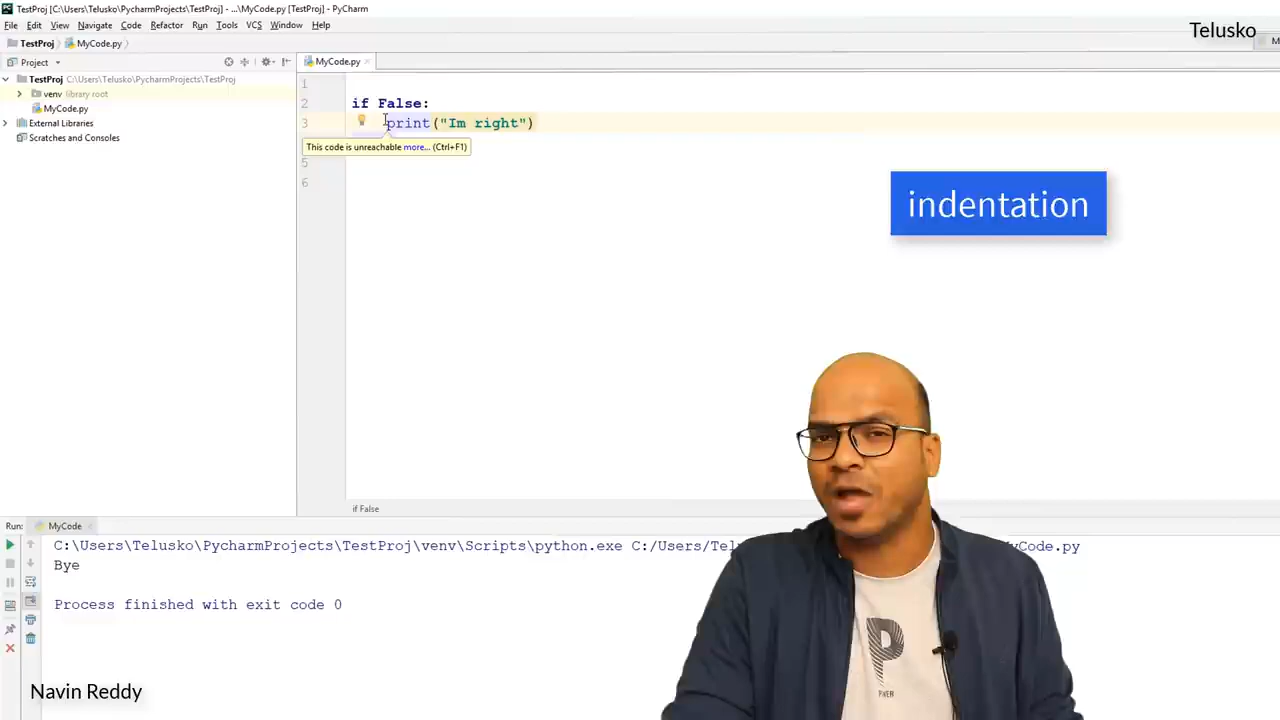 TestProj [C:\Users\Telusko\PycharmProjects\TestProj] - ...\MyCode.py [TestProj] - PyCharm
File Edit View Navigate Code Refactor Run Tools VCS Window Help
Telusko
TestProj MyCode.py
Project
MyCode.py
TestProj C:\Users\Telusko\PycharmProjects\TestProj
venv library root
MyCode.py
External Libraries
Scratches and Consoles
1
2 if False:
3 print("Im right")
This code is unreachable more... (Ctrl+F1)
5
6
indentation
if False
Run: MyCode
C:\Users\Telusko\PycharmProjects\TestProj\venv\Scripts\python.exe C:/Users/Tel MyCode.py
Bye
Process finished with exit code 0
P
POWER
Navin Reddy